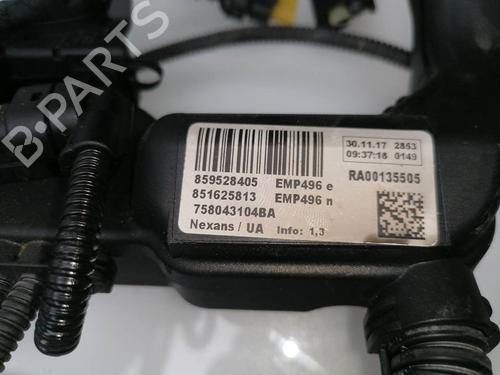 B-PARTS
30.11.17 2853
09:37:18 0149
859528405 EMP496 e
RA00135505
851625813 EMP496 n
758043104BA
Nexans / UA Info: 1,3